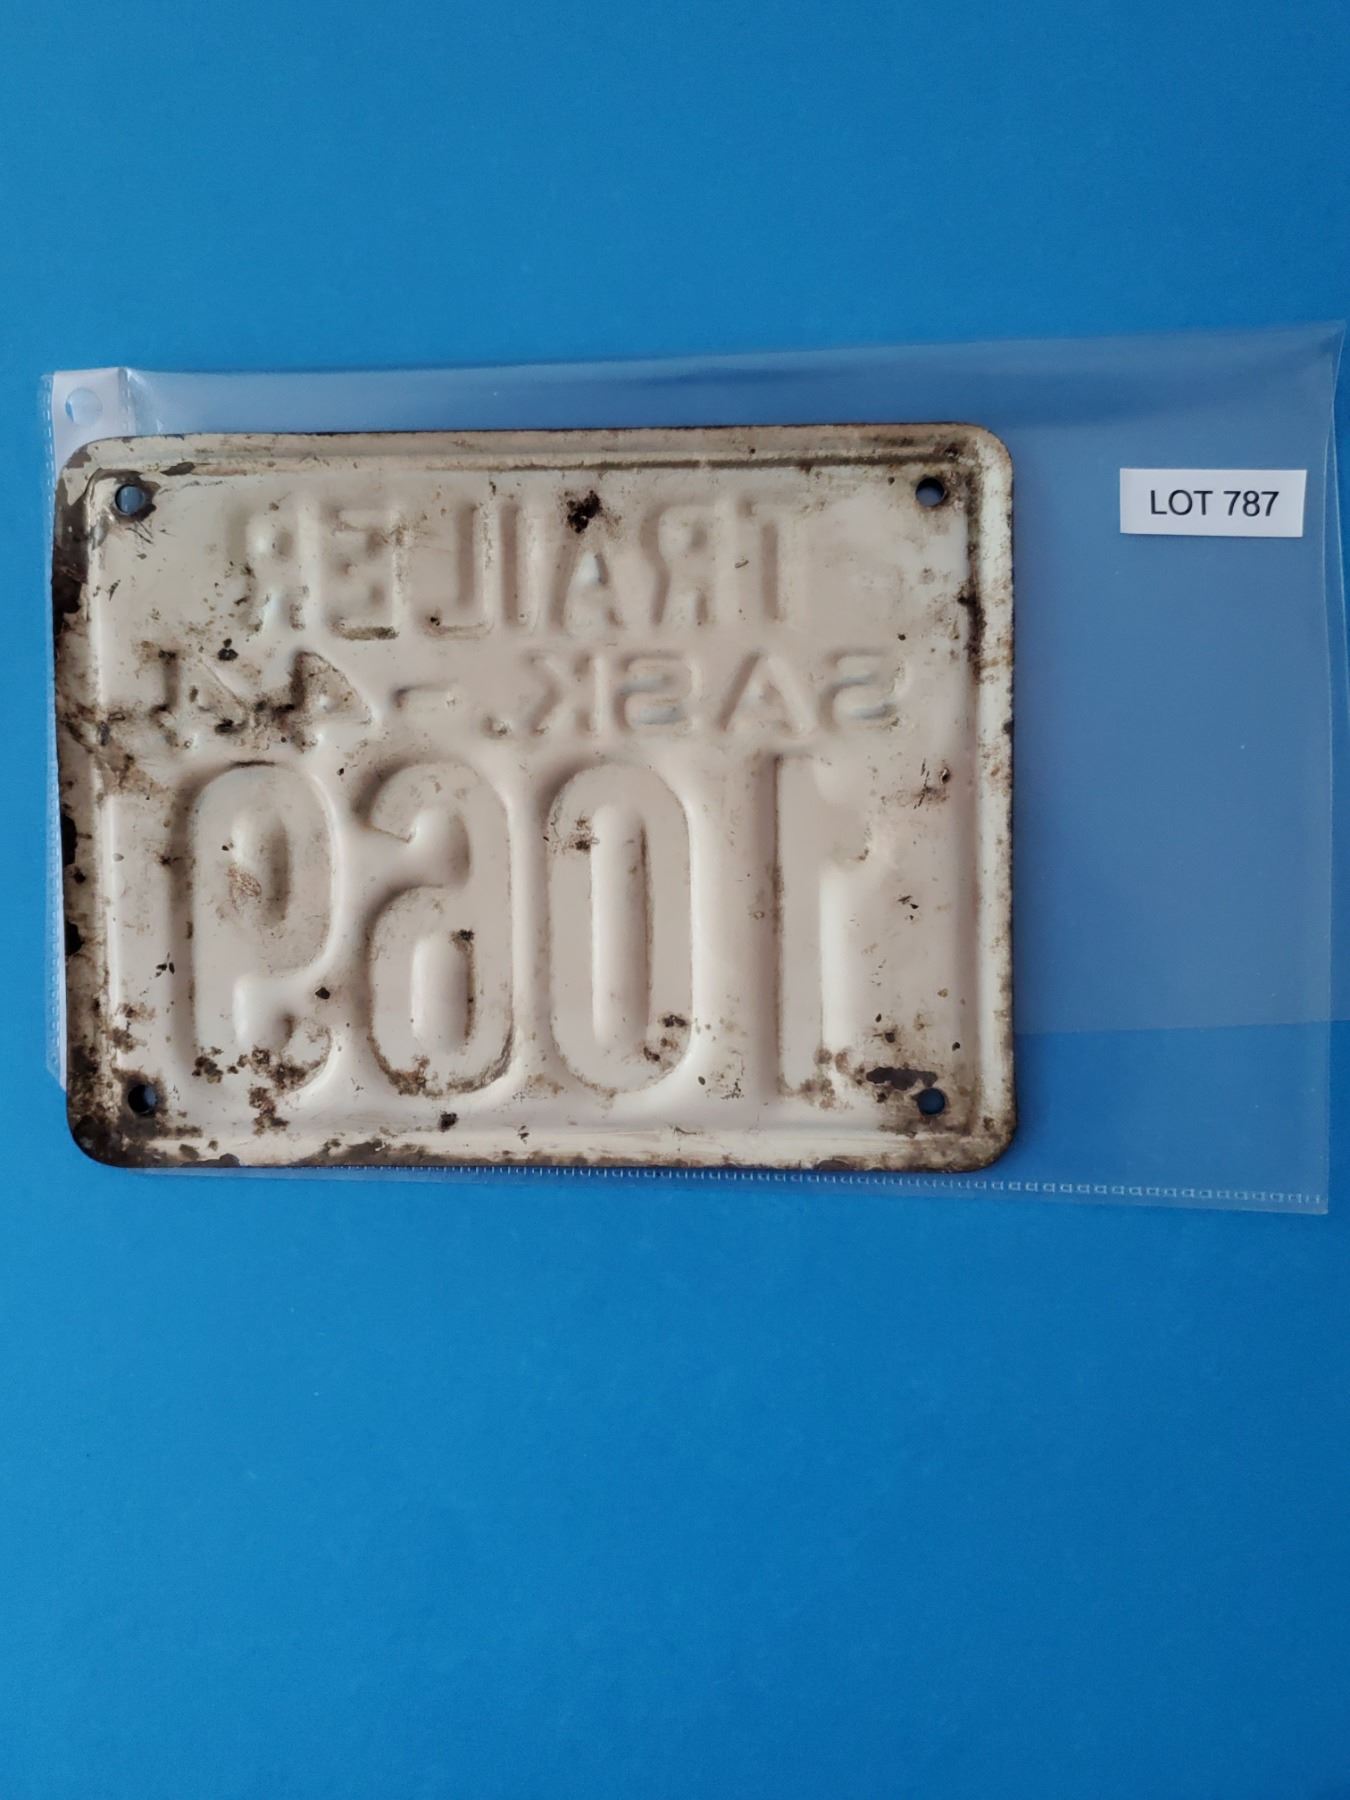 LOT 787
TRAILER
SASK. - 44
1069